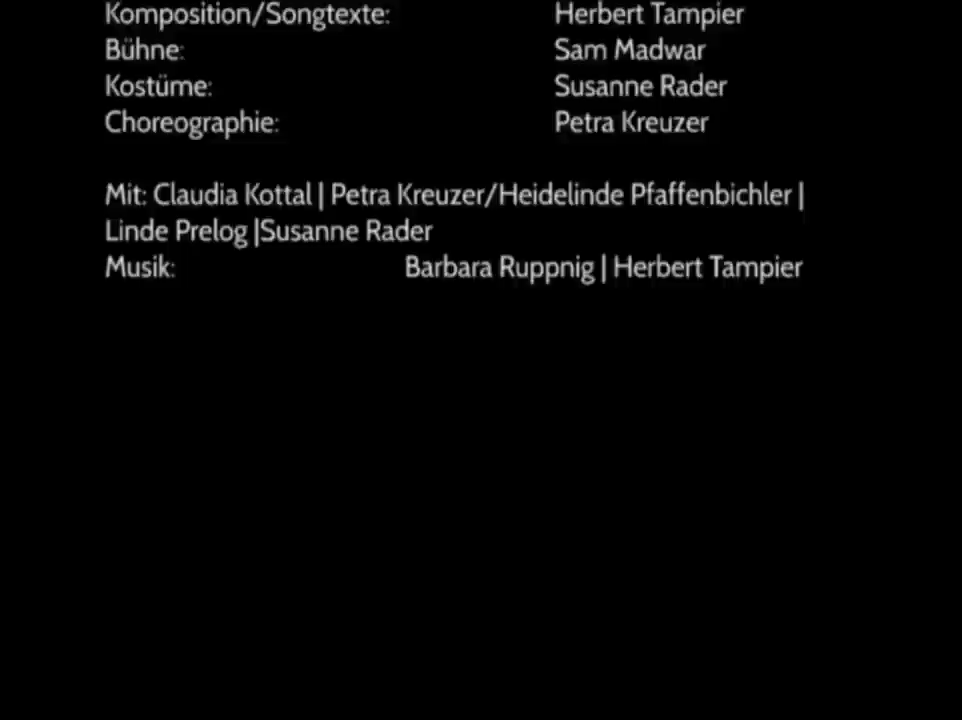 Komposition/Songtexte: Herbert Tampier
Bühne: Sam Madwar
Kostüme: Susanne Rader
Choreographie: Petra Kreuzer
Mit: Claudia Kottal | Petra Kreuzer/Heidelinde Pfaffenbichler |
Linde Prelog |Susanne Rader
Musik: Barbara Ruppnig | Herbert Tampier